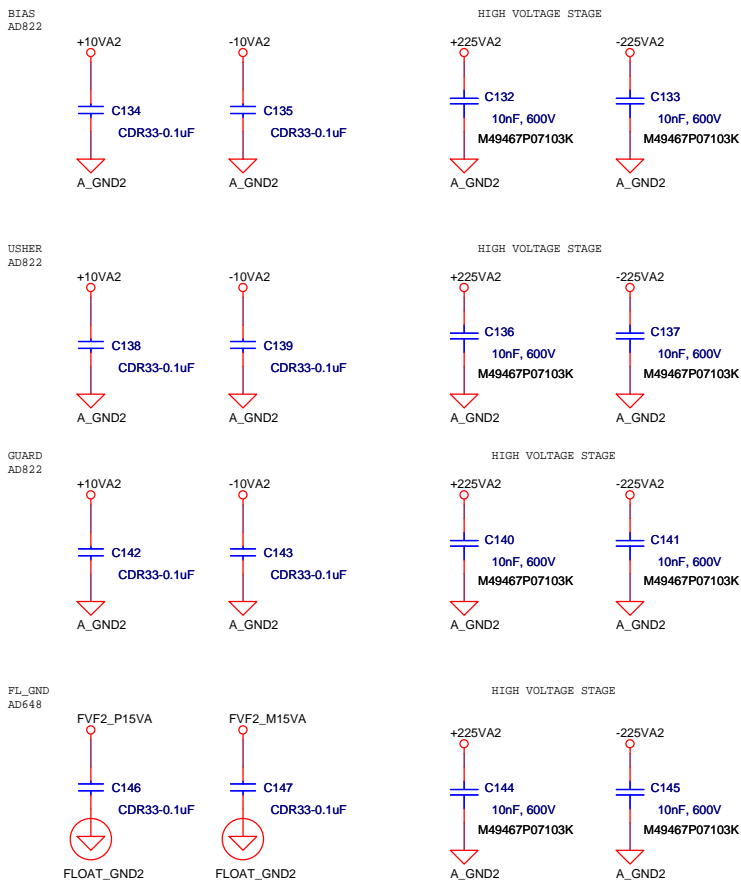 BIAS
AD822
HIGH VOLTAGE STAGE
+10VA2
-10VA2
+225VA2
-225VA2
C134
CDR33-0.1uF
C135
CDR33-0.1uF
C132
10nF, 600V
M49467P07103K
C133
10nF, 600V
M49467P07103K
A_GND2
A_GND2
A_GND2
A_GND2
USHER
AD822
HIGH VOLTAGE STAGE
+10VA2
-10VA2
+225VA2
-225VA2
C138
CDR33-0.1uF
C139
CDR33-0.1uF
C136
10nF, 600V
M49467P07103K
C137
10nF, 600V
M49467P07103K
A_GND2
A_GND2
A_GND2
A_GND2
GUARD
AD822
HIGH VOLTAGE STAGE
+10VA2
-10VA2
+225VA2
-225VA2
C142
CDR33-0.1uF
C143
CDR33-0.1uF
C140
10nF, 600V
M49467P07103K
C141
10nF, 600V
M49467P07103K
A_GND2
A_GND2
A_GND2
A_GND2
FL_GND
AD648
HIGH VOLTAGE STAGE
FVF2_P15VA
FVF2_M15VA
+225VA2
-225VA2
C146
CDR33-0.1uF
C147
CDR33-0.1uF
C144
10nF, 600V
M49467P07103K
C145
10nF, 600V
M49467P07103K
FLOAT_GND2
FLOAT_GND2
A_GND2
A_GND2